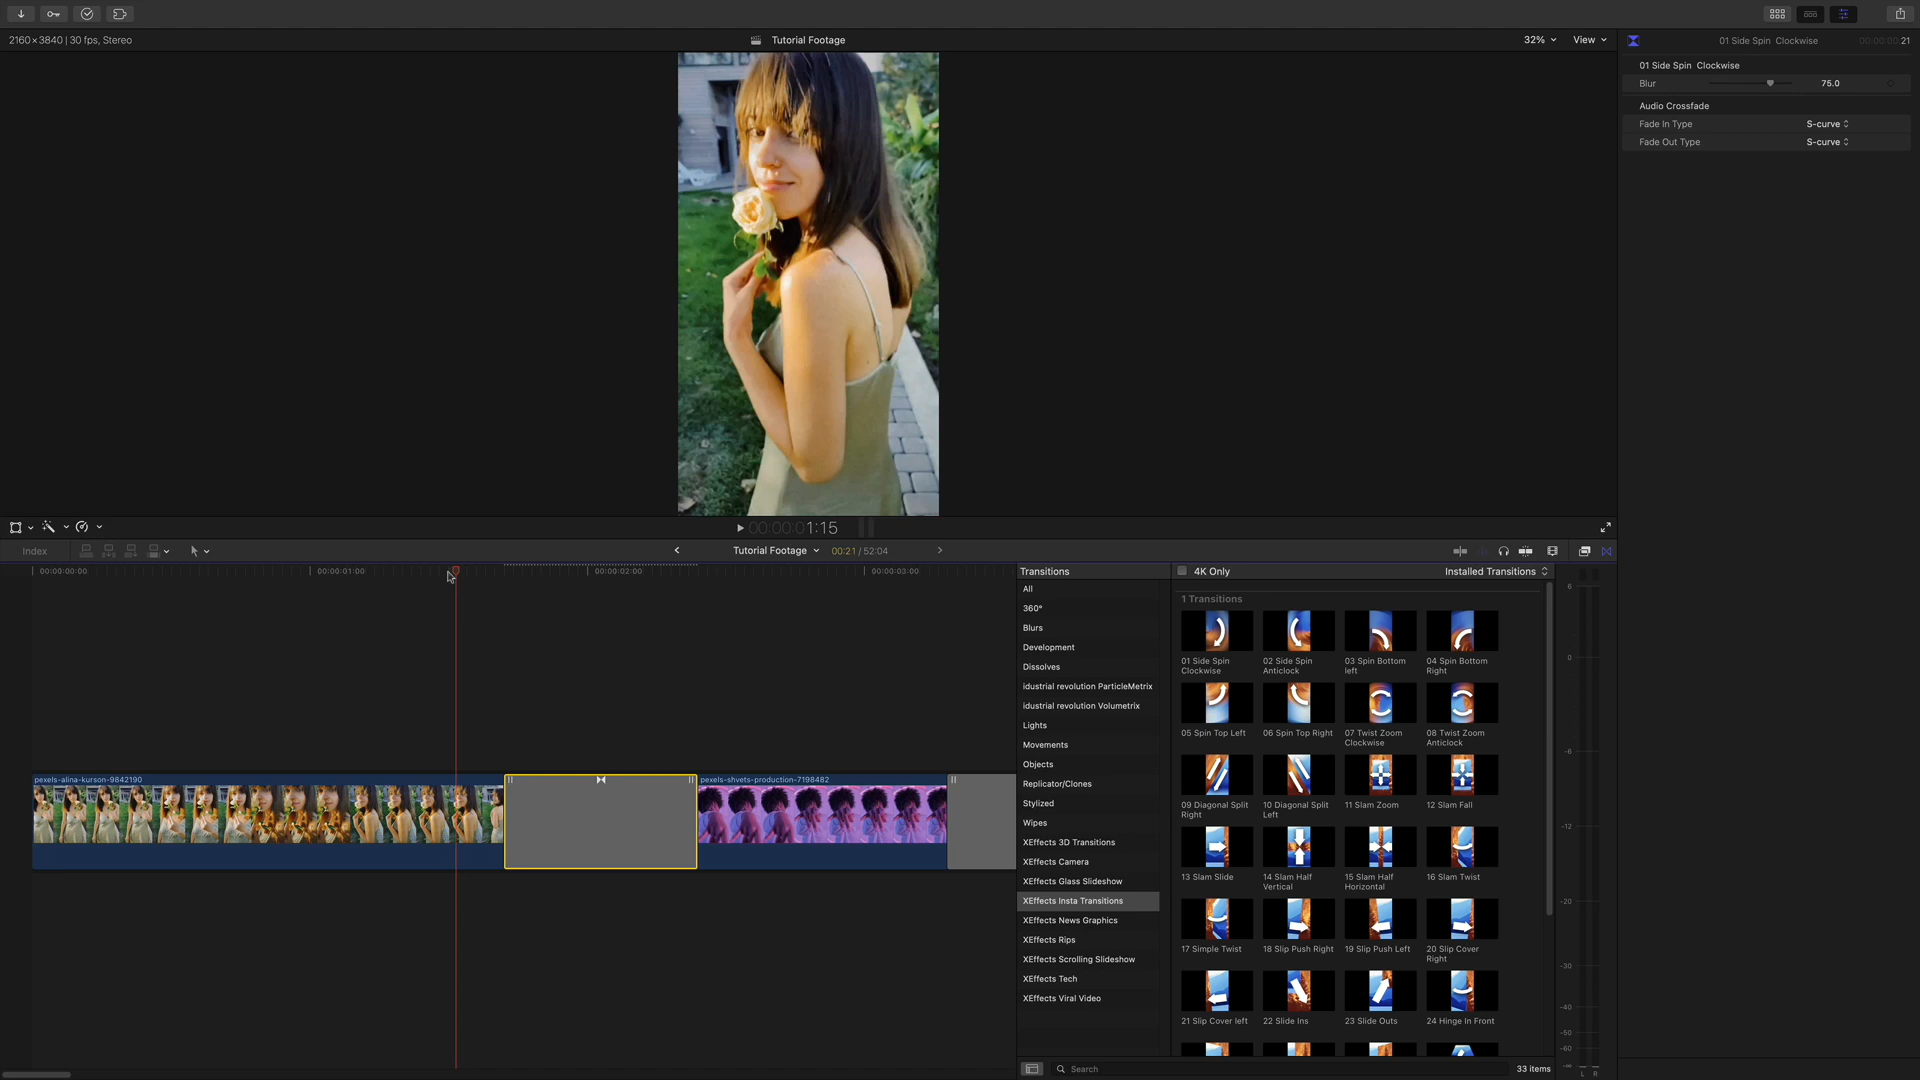 2160×3840 | 30 fps, Stereo
Tutorial Footage
32%
View
01 Side Spin  Clockwise
00:00:00:21
01 Side Spin  Clockwise
Blur
75.0
Audio Crossfade
Fade In Type
S-curve
Fade Out Type
S-curve
00:00:01:15
Index
Tutorial Footage
00:21 / 52:04
00:00:00:00
00:00:01:00
00:00:02:00
00:00:03:00
pexels-alina-kurson-9842190
pexels-shvets-production-7198482
Transitions
All
360°
Blurs
Development
Dissolves
idustrial revolution ParticleMetrix
idustrial revolution Volumetrix
Lights
Movements
Objects
Replicator/Clones
Stylized
Wipes
XEffects 3D Transitions
XEffects Camera
XEffects Glass Slideshow
XEffects Insta Transitions
XEffects News Graphics
XEffects Rips
XEffects Scrolling Slideshow
XEffects Tech
XEffects Viral Video
4K Only
Installed Transitions
1 Transitions
01 Side Spin
Clockwise
02 Side Spin
Anticlock
03 Spin Bottom
left
04 Spin Bottom
Right
05 Spin Top Left
06 Spin Top Right
07 Twist Zoom
Clockwise
08 Twist Zoom
Anticlock
09 Diagonal Split
Right
10 Diagonal Split
Left
11 Slam Zoom
12 Slam Fall
13 Slam Slide
14 Slam Half
Vertical
15 Slam Half
Horizontal
16 Slam Twist
17 Simple Twist
18 Slip Push Right
19 Slip Push Left
20 Slip Cover
Right
21 Slip Cover left
22 Slide Ins
23 Slide Outs
24 Hinge In Front
Search
33 items
6
0
-6
-12
-20
-30
-40
-50
-60
-∞
L
R